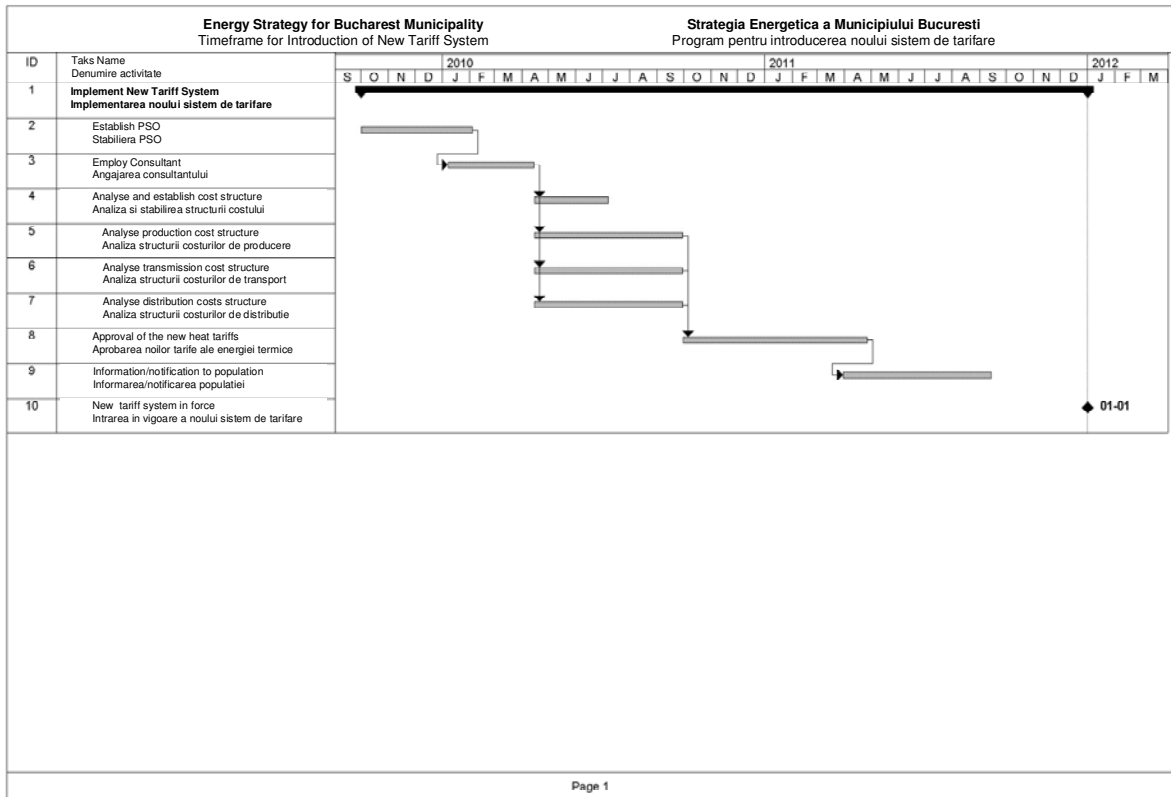 Energy Strategy for Bucharest Municipality
Timeframe for Introduction of New Tariff System
Strategia Energetica a Municipiului Bucuresti
Program pentru introducerea noului sistem de tarifare
ID
Taks Name
Denumire activitate
2010 2011 2012
S O N D J F M A M J J A S O N D J F M A M J J A S O N D J F M
1
Implement New Tariff System
Implementarea noului sistem de tarifare
2
Establish PSO
Stabiliera PSO
3
Employ Consultant
Angajarea consultantului
4
Analyse and establish cost structure
Analiza si stabilirea structurii costului
5
Analyse production cost structure
Analiza structurii costurilor de producere
6
Analyse transmission cost structure
Analiza structurii costurilor de transport
7
Analyse distribution costs structure
Analiza structurii costurilor de distributie
8
Approval of the new heat tariffs
Aprobarea noilor tarife ale energiei termice
9
Information/notification to population
Informarea/notificarea populatiei
10
New tariff system in force
Intrarea in vigoare a noului sistem de tarifare
01-01
Page 1